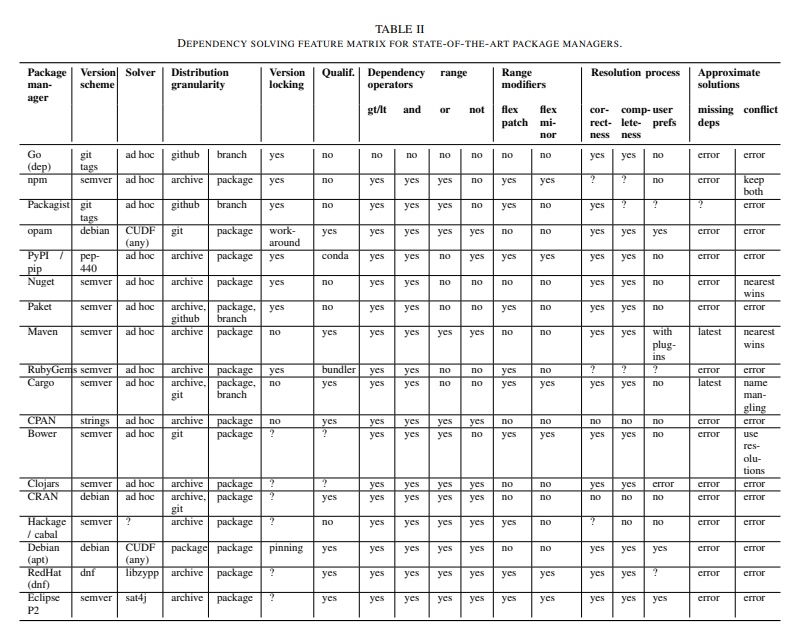 TABLE II
DEPENDENCY SOLVING FEATURE MATRIX FOR STATE-OF-THE-ART PACKAGE MANAGERS.
Package Version Solver Distribution Version Qualif. Dependency range Range Resolution process Approximate
man- scheme granularity locking operators modifiers solutions
ager
gt/lt and or not flex flex cor- comp- user missing conflict
patch mi- rect- lete- prefs deps
nor ness ness
Go git ad hoc github branch yes no no no no no no no yes yes no error error
(dep) tags
npm semver ad hoc archive package yes no yes yes yes no yes yes ? ? no error keep
both
Packagist git ad hoc github branch yes no yes yes yes no yes no yes ? ? ? error
tags
opam debian CUDF git package work- yes yes yes yes yes no no yes yes yes error error
(any) around
PyPI / pep- ad hoc archive package yes conda yes yes no yes yes yes yes yes no error error
pip 440
Nuget semver ad hoc archive package yes no yes yes no no no no yes yes no error nearest
wins
Paket semver ad hoc archive, package, yes no yes yes no no yes no yes yes no error error
github branch
Maven semver ad hoc archive package no yes yes yes yes yes no no yes yes with latest nearest
plug- wins
ins
RubyGems semver ad hoc archive package yes bundler yes yes no no yes no ? ? ? error error
Cargo semver ad hoc archive, package, no yes yes yes no no yes yes yes yes no latest name
git branch man-
gling
CPAN strings ad hoc archive package no yes yes yes yes yes no no no no no error error
Bower semver ad hoc git package ? ? yes yes yes no yes yes yes yes no error use
res-
olu-
tions
Clojars semver ad hoc archive package ? ? yes yes yes yes no no yes yes error error error
CRAN debian ad hoc archive, package ? yes yes yes yes yes no no no no no error error
git
Hackage semver ? archive package ? no yes yes yes yes yes no ? no no error error
/ cabal
Debian debian CUDF package package pinning yes yes yes yes yes no no yes yes yes error error
(apt) (any)
RedHat dnf libzypp archive package ? yes yes yes yes yes yes yes yes yes ? error error
(dnf)
Eclipse semver sat4j archive package ? yes yes yes yes yes yes yes yes yes yes error error
P2